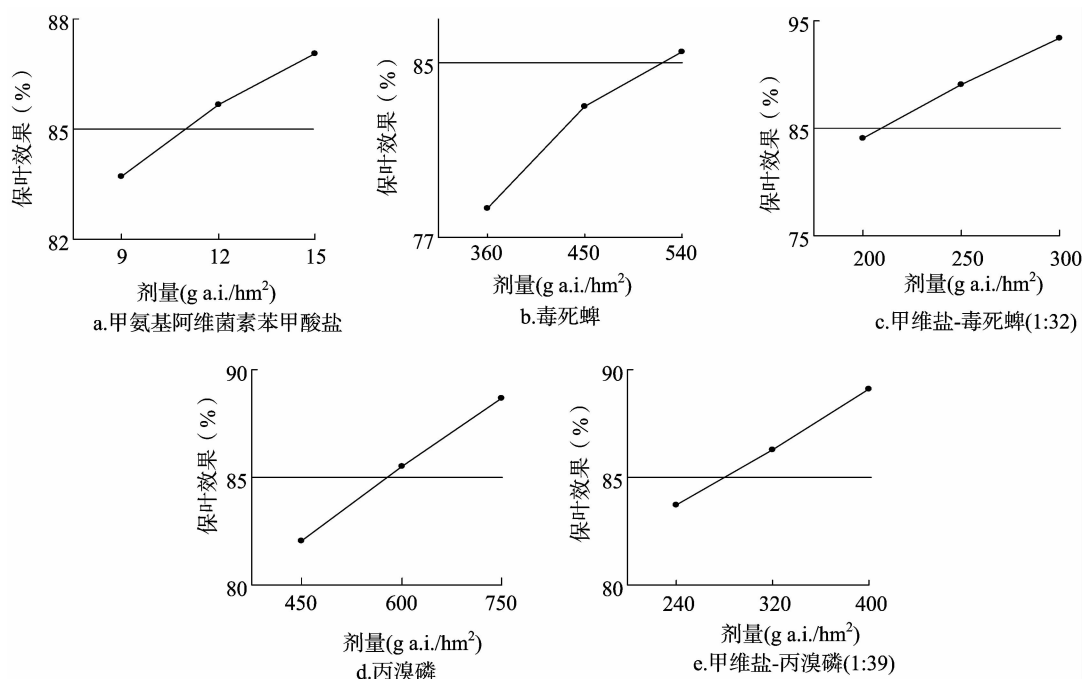 88
85
82
保叶效果（%）
9 12 15
剂量(g a.i./hm²)
a.甲氨基阿维菌素苯甲酸盐
85
77
保叶效果（%）
360 450 540
剂量(g a.i./hm²)
b.毒死蜱
95
85
75
保叶效果（%）
200 250 300
剂量(g a.i./hm²)
c.甲维盐-毒死蜱(1:32)
90
85
80
保叶效果（%）
450 600 750
剂量(g a.i./hm²)
d.丙溴磷
90
85
80
保叶效果（%）
240 320 400
剂量(g a.i./hm²)
e.甲维盐-丙溴磷(1:39)